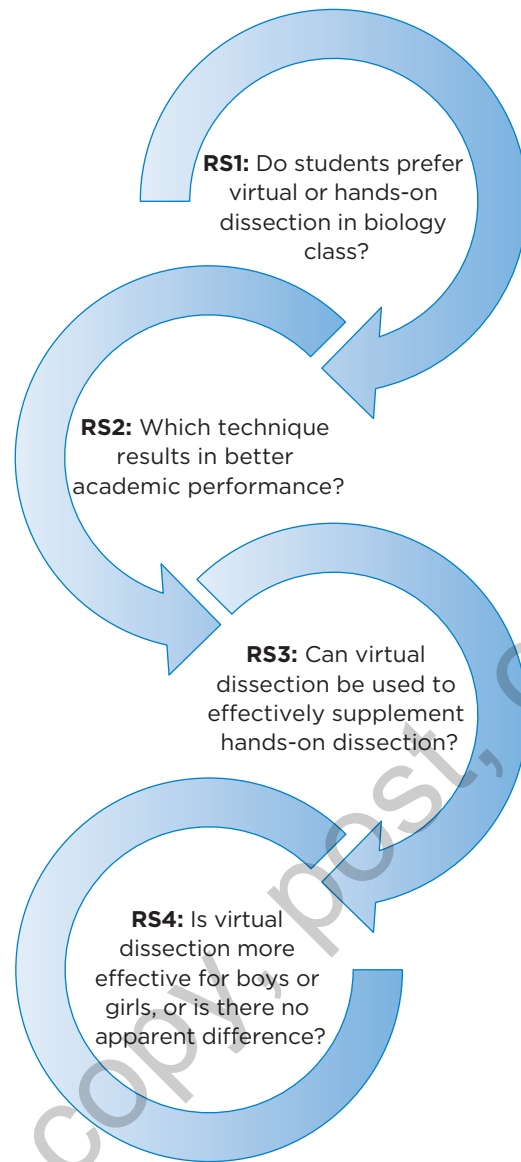 RS1: Do students prefer
virtual or hands-on
dissection in biology
class?
RS2: Which technique
results in better
academic performance?
RS3: Can virtual
dissection be used to
effectively supplement
hands-on dissection?
RS4: Is virtual
dissection more
effective for boys or
girls, or is there no
apparent difference?
copy, post,